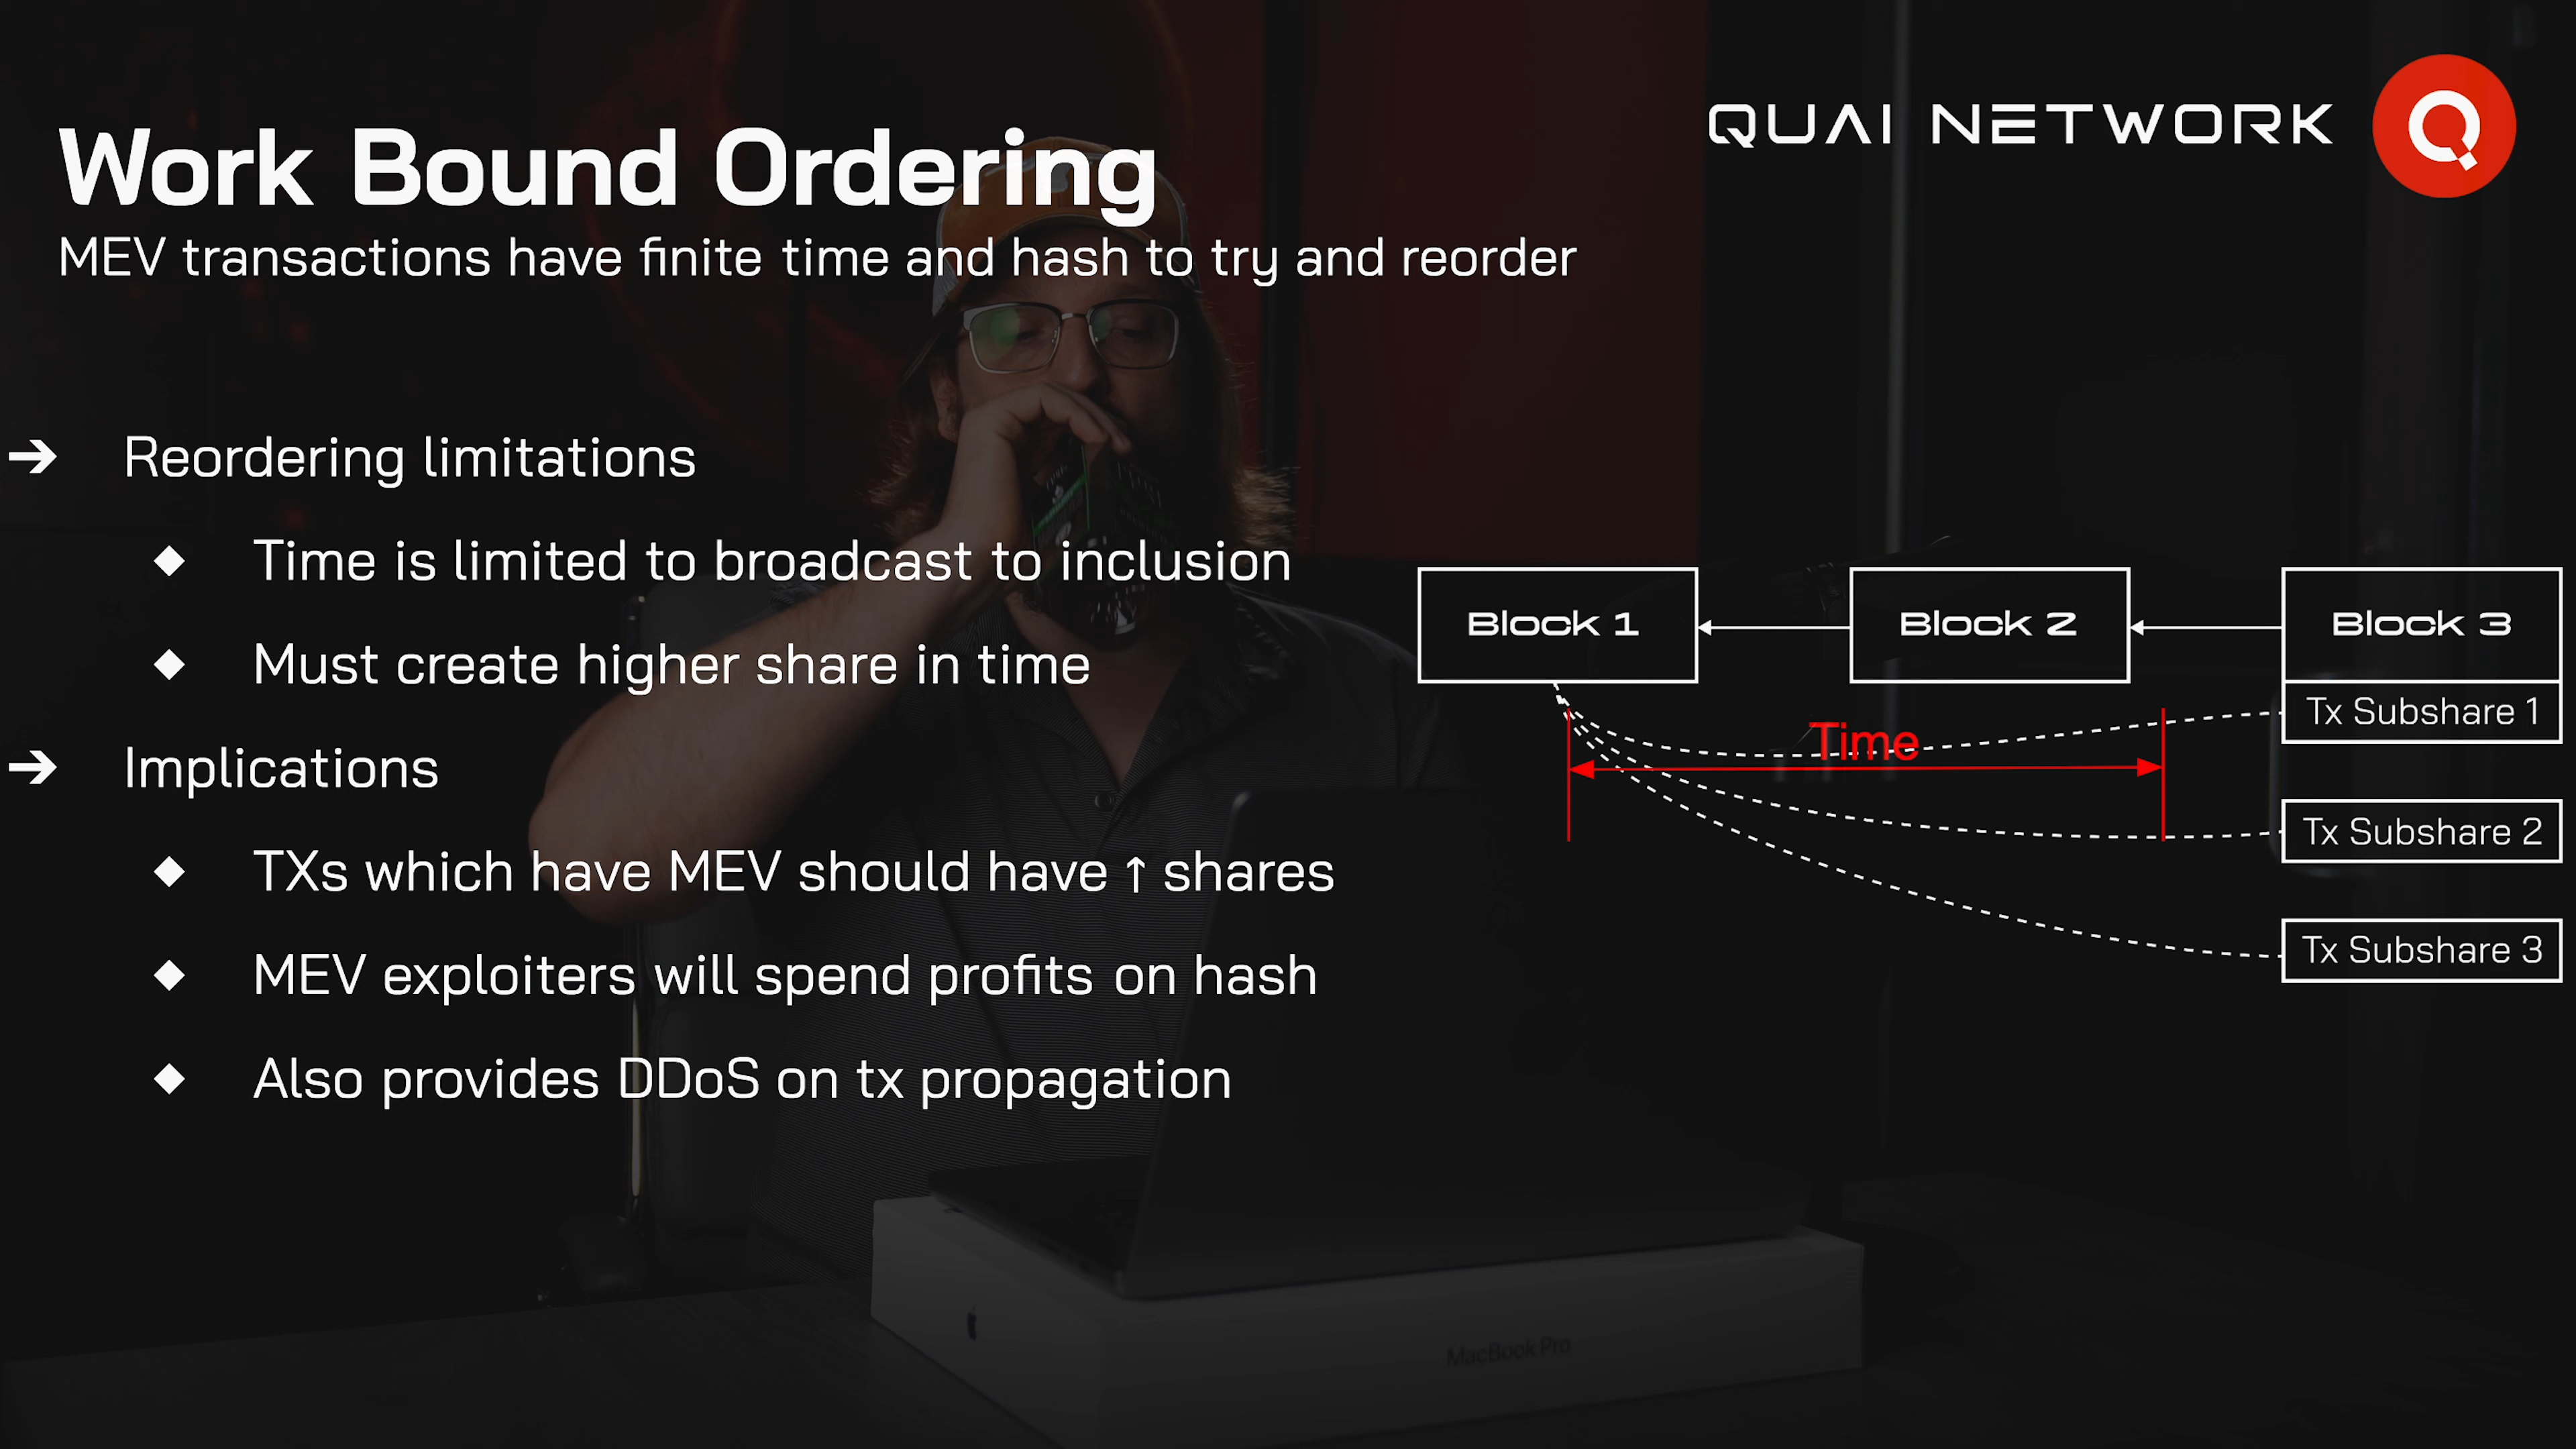 QUAI NETWORK
Work Bound Ordering
MEV transactions have finite time and hash to try and reorder
➔ Reordering limitations
◆ Time is limited to broadcast to inclusion
◆ Must create higher share in time
➔ Implications
◆ TXs which have MEV should have ↑ shares
◆ MEV exploiters will spend profits on hash
◆ Also provides DDoS on tx propagation
Block 1
Block 2
Block 3
Tx Subshare 1
Time
Tx Subshare 2
Tx Subshare 3
MacBook Pro